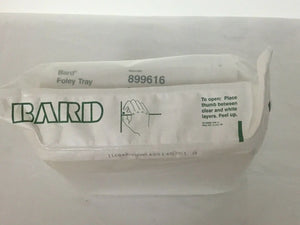 Bard®
Foley Tray
899616
BARD
To open: Place
thumb between
clear and white
layers. Peel up.